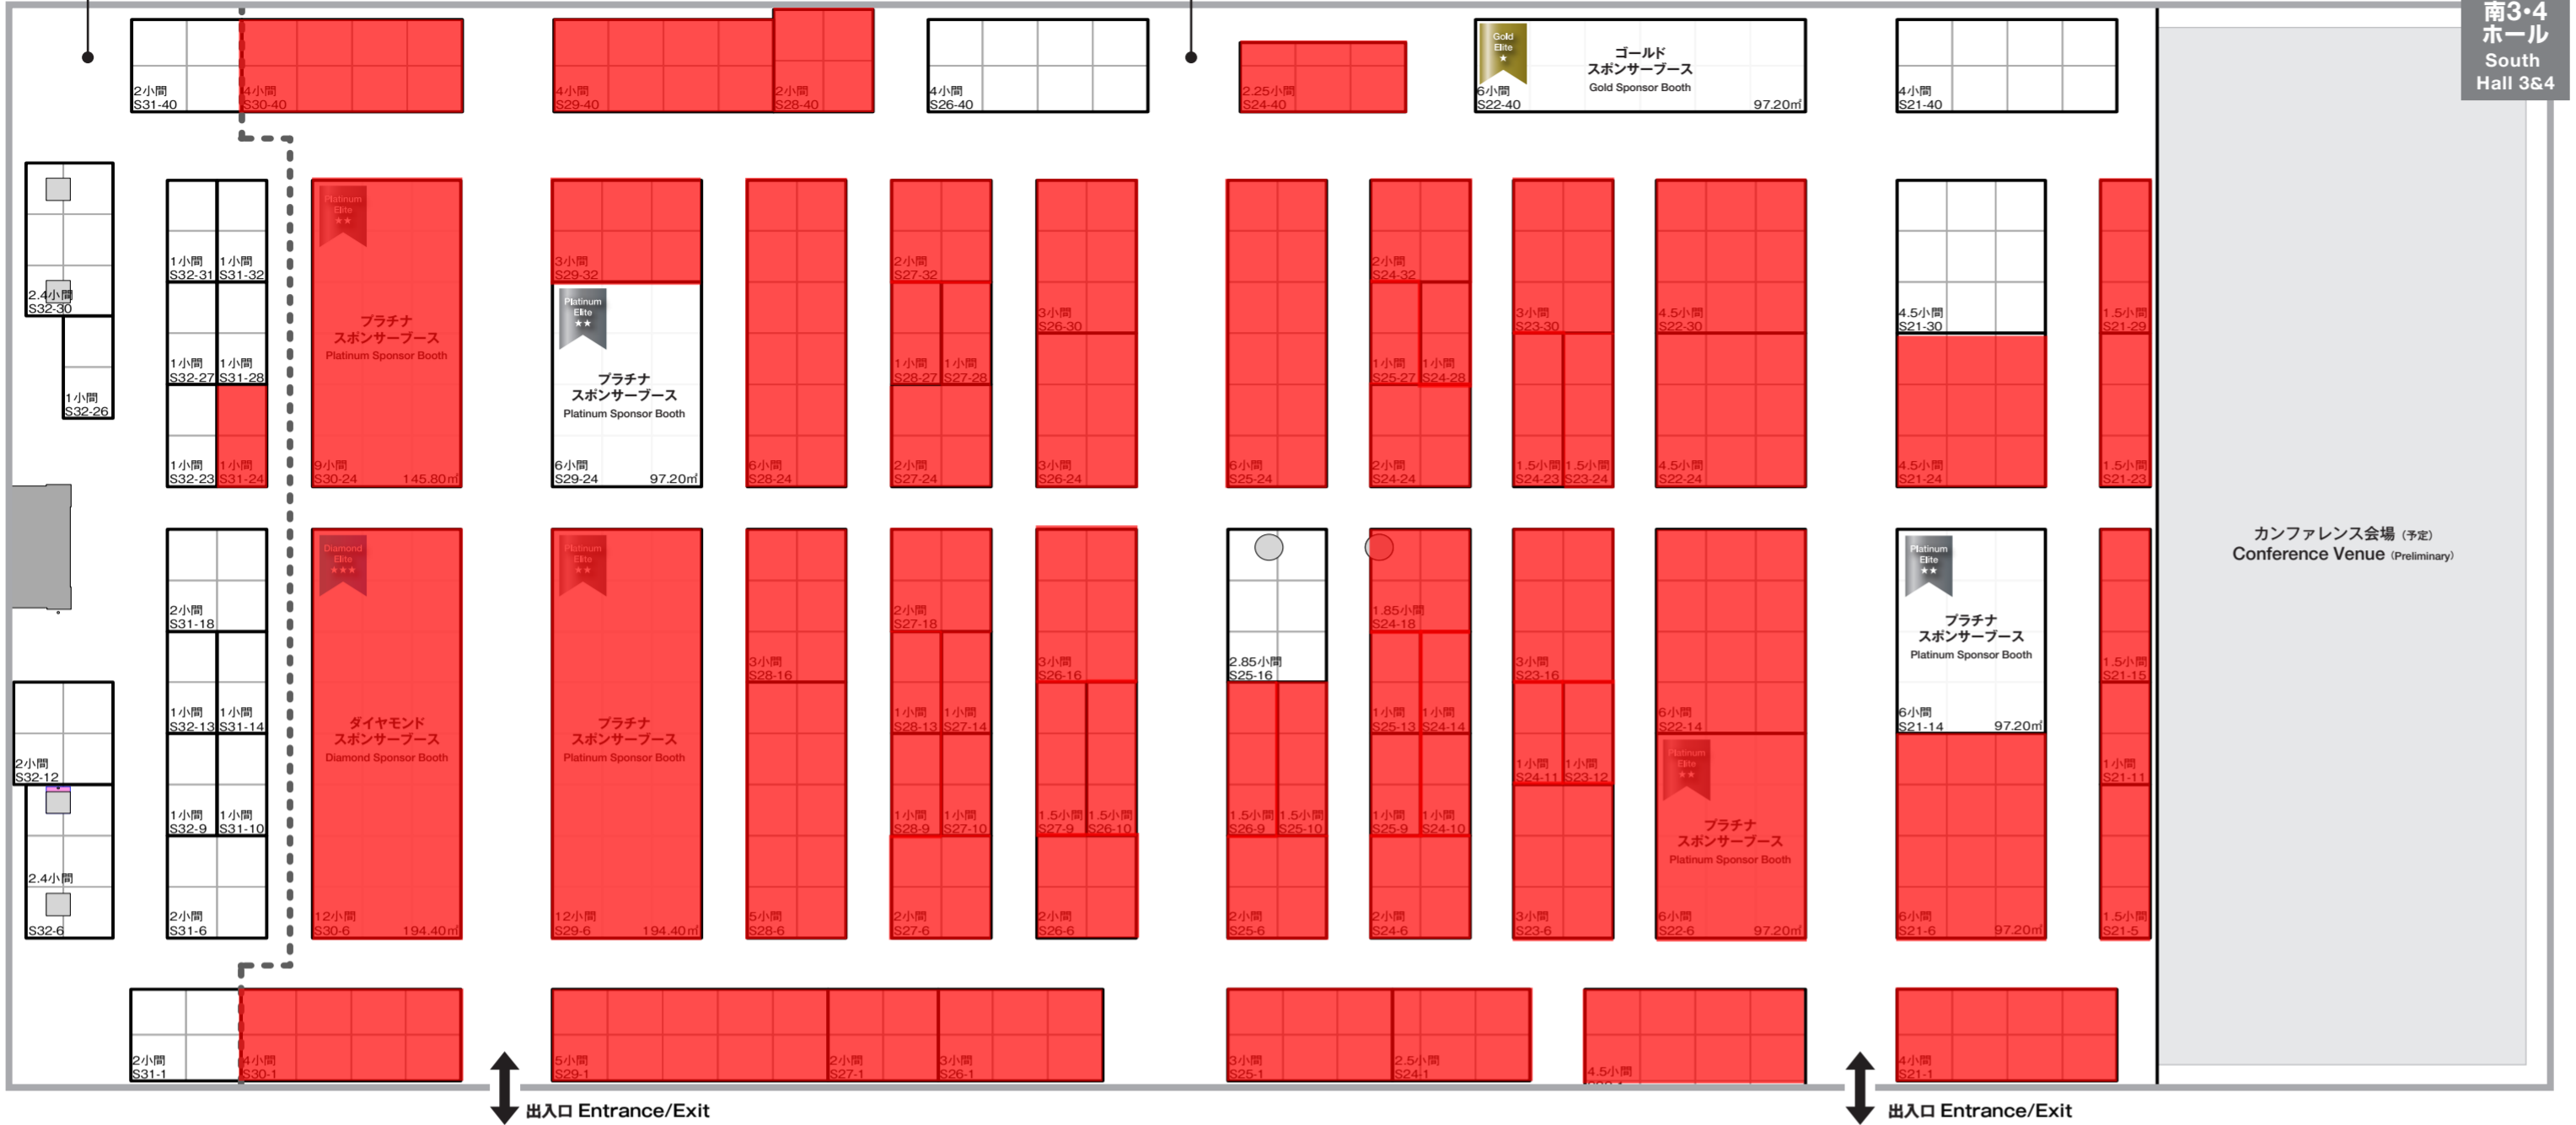 南3・4
ホール
South
Hall 3&4
2小間
S31-40
4小間
S30-40
4小間
S29-40
2小間
S28-40
4小間
S26-40
2.25小間
S24-40
Gold
Elite
★
ゴールド
スポンサーブース
Gold Sponsor Booth
6小間
S22-40
97.20㎡
4小間
S21-40
2.4小間
S32-30
1小間
S32-26
1小間
S32-31
1小間
S31-32
1小間
S32-27
1小間
S31-28
1小間
S32-23
1小間
S31-24
Platinum
Elite
★★
プラチナ
スポンサーブース
Platinum Sponsor Booth
9小間
S30-24
145.80㎡
3小間
S29-32
Platinum
Elite
★★
プラチナ
スポンサーブース
Platinum Sponsor Booth
6小間
S29-24
97.20㎡
6小間
S28-24
2小間
S27-32
1小間
S28-27
1小間
S27-28
2小間
S27-24
3小間
S26-30
3小間
S26-24
6小間
S25-24
2小間
S24-32
1小間
S25-27
1小間
S24-28
2小間
S24-24
3小間
S23-30
1.5小間
S24-23
1.5小間
S23-24
4.5小間
S22-30
4.5小間
S22-24
4.5小間
S21-30
4.5小間
S21-24
1.5小間
S21-29
1.5小間
S21-23
カンファレンス会場（予定）
Conference Venue (Preliminary)
2小間
S32-12
2.4小間
S32-6
2小間
S31-18
1小間
S32-13
1小間
S31-14
1小間
S32-9
1小間
S31-10
2小間
S31-6
Diamond
Elite
★★★
ダイヤモンド
スポンサーブース
Diamond Sponsor Booth
12小間
S30-6
194.40㎡
Platinum
Elite
★★
プラチナ
スポンサーブース
Platinum Sponsor Booth
12小間
S29-6
194.40㎡
3小間
S28-16
5小間
S28-6
2小間
S27-18
1小間
S28-13
1小間
S27-14
1小間
S28-9
1小間
S27-10
2小間
S27-6
3小間
S26-16
1.5小間
S27-9
1.5小間
S26-10
2小間
S26-6
2.85小間
S25-16
1.5小間
S26-9
1.5小間
S25-10
2小間
S25-6
1.85小間
S24-18
1小間
S25-13
1小間
S24-14
1小間
S25-9
1小間
S24-10
2小間
S24-6
3小間
S23-16
1小間
S24-11
1小間
S23-12
3小間
S23-6
6小間
S22-14
Platinum
Elite
★★
プラチナ
スポンサーブース
Platinum Sponsor Booth
6小間
S22-6
97.20㎡
Platinum
Elite
★★
プラチナ
スポンサーブース
Platinum Sponsor Booth
6小間
S21-14
97.20㎡
6小間
S21-6
97.20㎡
1.5小間
S21-15
1小間
S21-11
1.5小間
S21-5
2小間
S31-1
4小間
S30-1
5小間
S29-1
2小間
S27-1
3小間
S26-1
3小間
S25-1
2.5小間
S24-1
4.5小間
4小間
S21-1
出入口 Entrance/Exit
出入口 Entrance/Exit